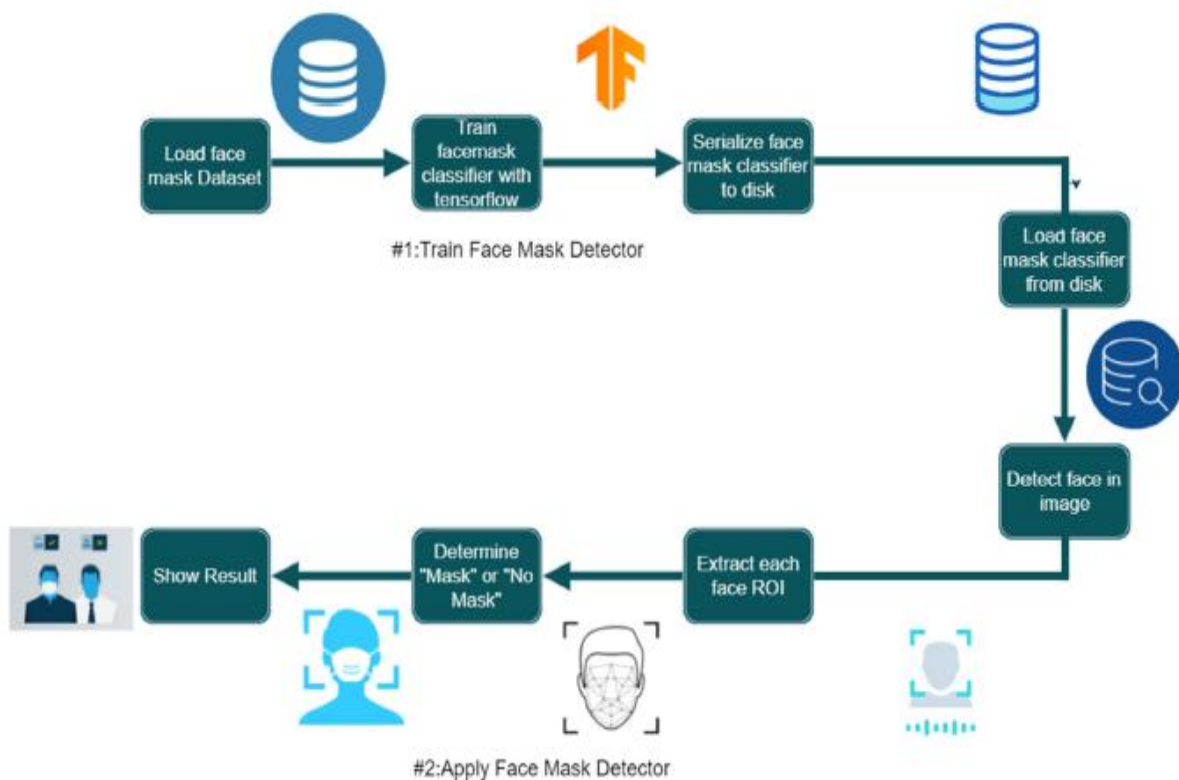 Load face
mask Dataset
Train
facemask
classifier with
tensorflow
Serialize face
mask classifier
to disk
#1:Train Face Mask Detector
Load face
mask classifier
from disk
Detect face in
image
Extract each
face ROI
Determine
"Mask" or "No
Mask"
Show Result
#2:Apply Face Mask Detector